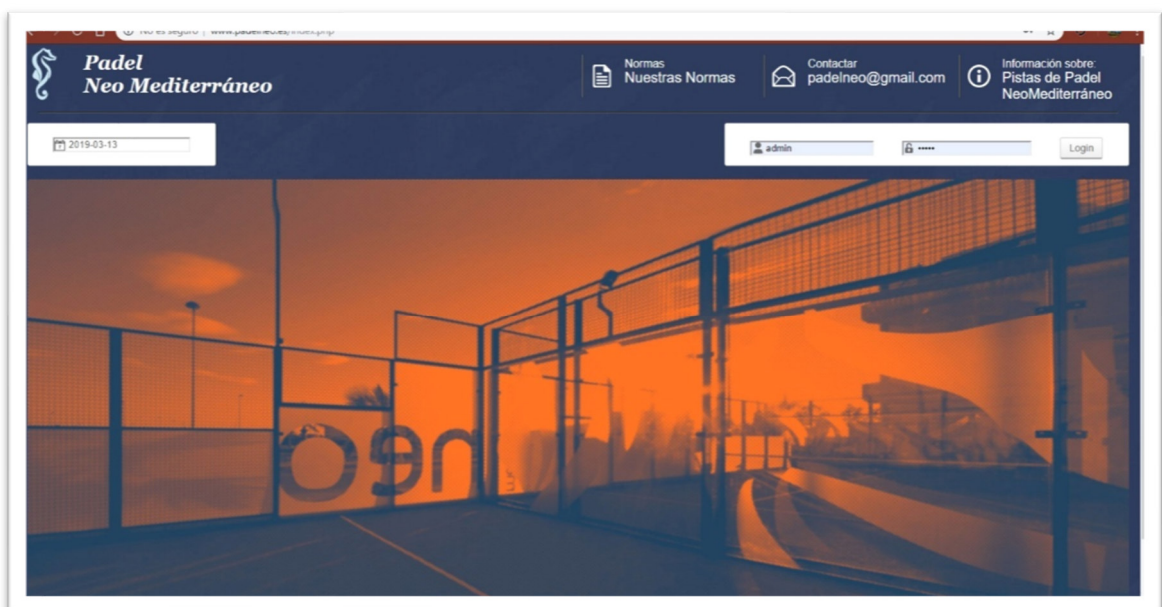 No es seguro | www.padelneo.es/index.php
Padel
Neo Mediterráneo
Normas
Nuestras Normas
Contactar
padelneo@gmail.com
Información sobre:
Pistas de Padel
NeoMediterráneo
2019-03-13
admin
•••••
Login
neo